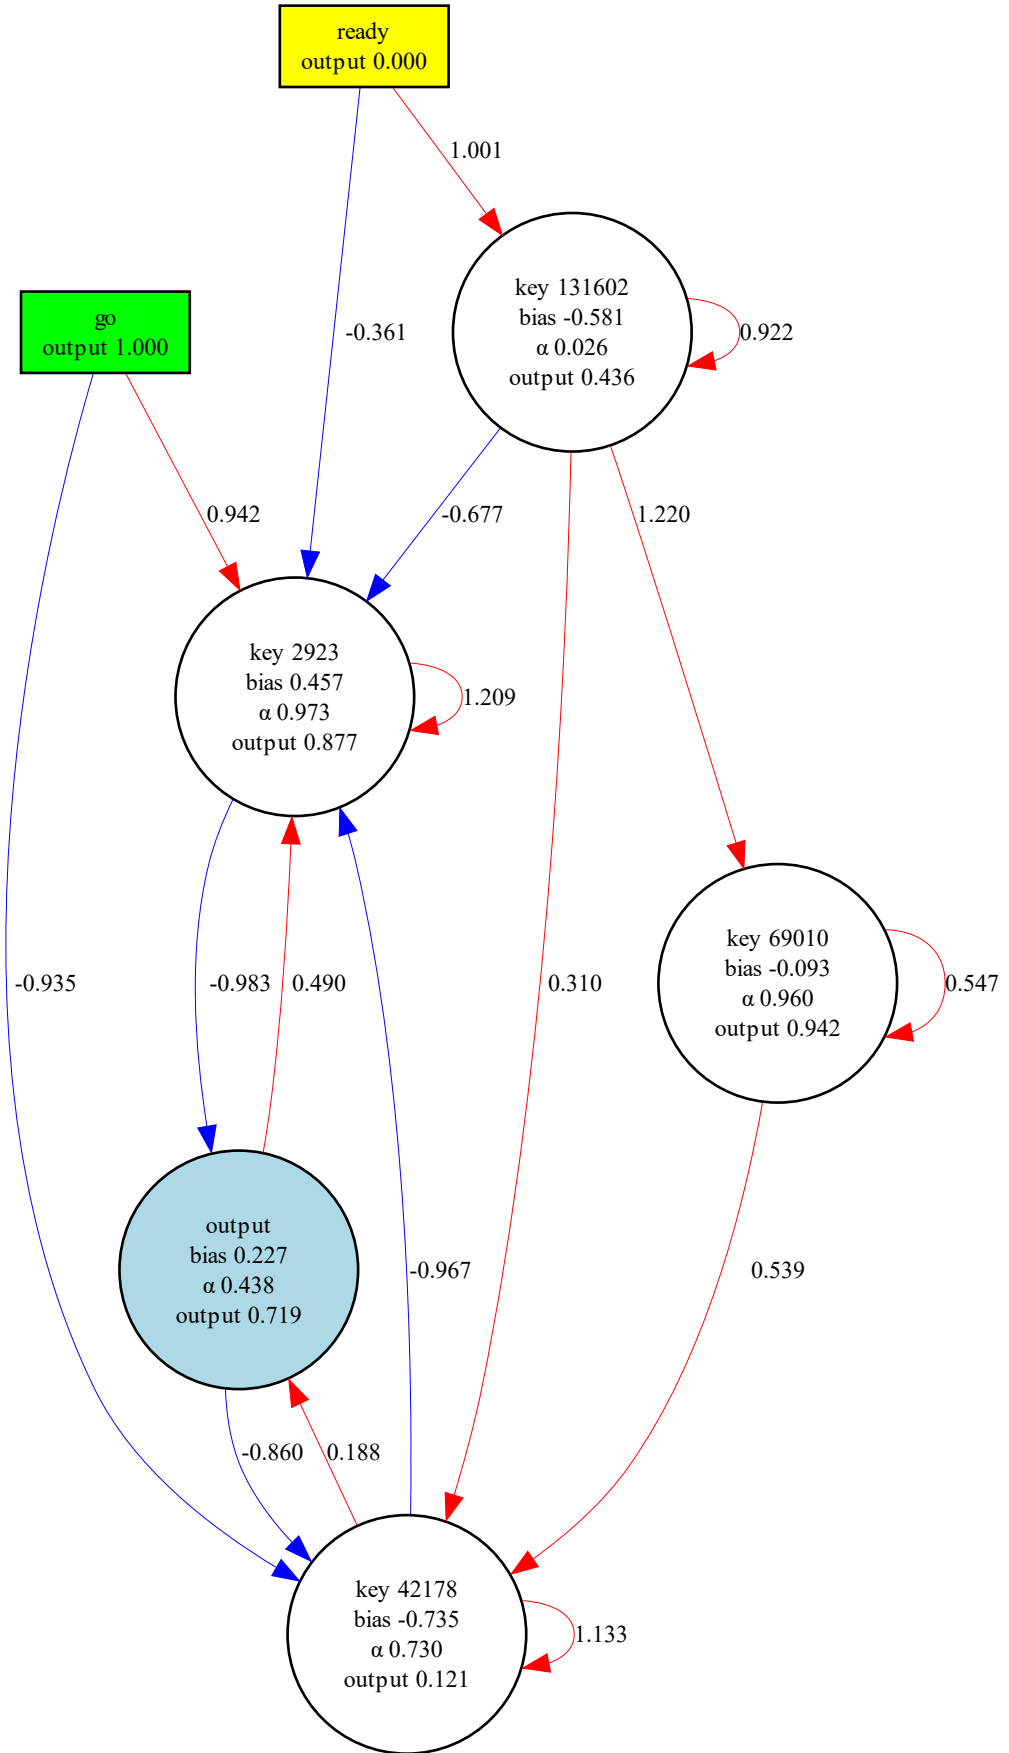 ready
output 0.000
1.001
key 131602
bias -0.581
α 0.026
output 0.436
0.922
go
output 1.000
-0.361
0.942
-0.677
1.220
key 2923
bias 0.457
α 0.973
output 0.877
1.209
key 69010
bias -0.093
α 0.960
output 0.942
0.547
-0.935
-0.983
0.490
0.310
output
bias 0.227
α 0.438
output 0.719
-0.967
0.539
-0.860
0.188
key 42178
bias -0.735
α 0.730
output 0.121
1.133